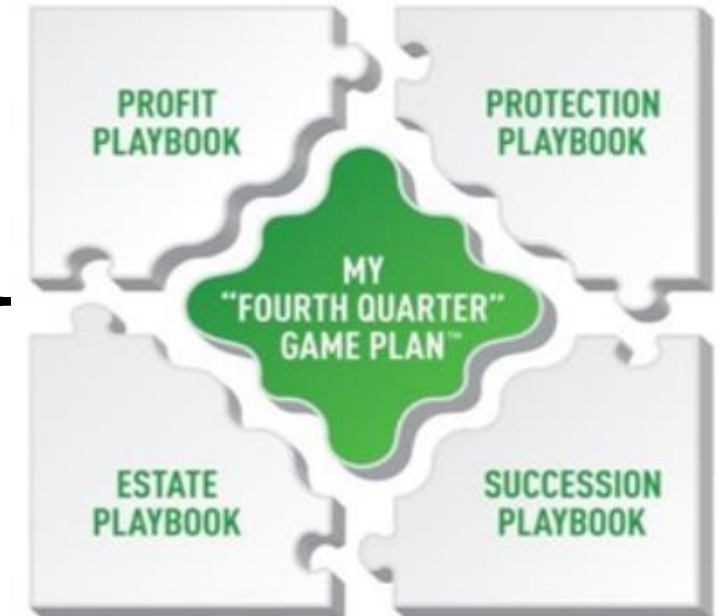 PROFIT
PLAYBOOK
PROTECTION
PLAYBOOK
MY
“FOURTH QUARTER”
GAME PLAN™
ESTATE
PLAYBOOK
SUCCESSION
PLAYBOOK